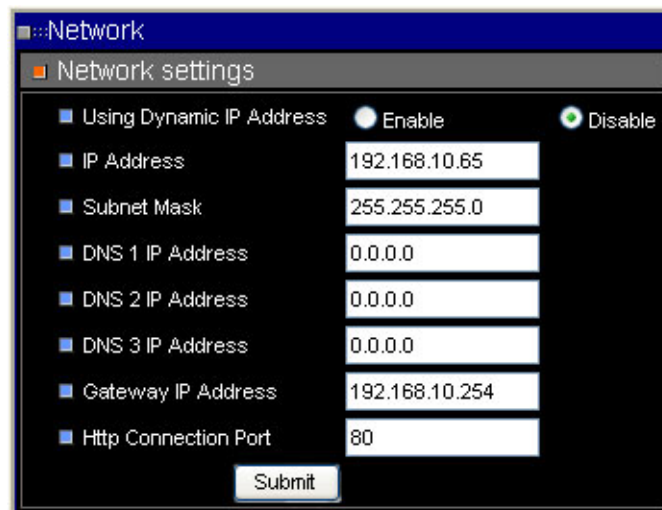 Network
Network settings
Using Dynamic IP Address Enable Disable
IP Address 192.168.10.65
Subnet Mask 255.255.255.0
DNS 1 IP Address 0.0.0.0
DNS 2 IP Address 0.0.0.0
DNS 3 IP Address 0.0.0.0
Gateway IP Address 192.168.10.254
Http Connection Port 80
Submit